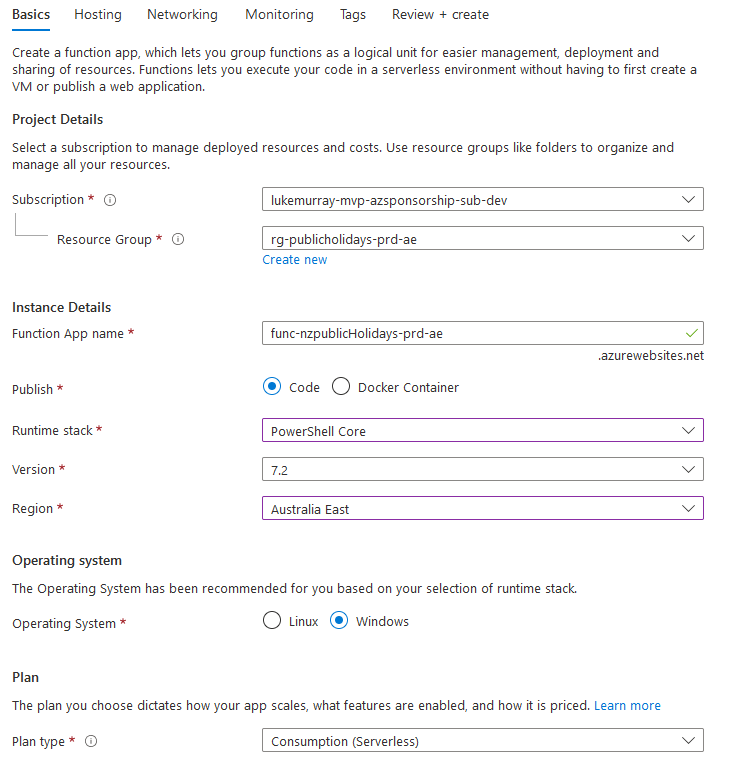 Basics Hosting Networking Monitoring Tags Review + create
Create a function app, which lets you group functions as a logical unit for easier management, deployment and
sharing of resources. Functions lets you execute your code in a serverless environment without having to first create a
VM or publish a web application.
Project Details
Select a subscription to manage deployed resources and costs. Use resource groups like folders to organize and
manage all your resources.
Subscription * lukemurray-mvp-azsponsorship-sub-dev
Resource Group * rg-publicholidays-prd-ae
Create new
Instance Details
Function App name * func-nzpublicHolidays-prd-ae
.azurewebsites.net
Publish * Code Docker Container
Runtime stack * PowerShell Core
Version * 7.2
Region * Australia East
Operating system
The Operating System has been recommended for you based on your selection of runtime stack.
Operating System * Linux Windows
Plan
The plan you choose dictates how your app scales, what features are enabled, and how it is priced. Learn more
Plan type * Consumption (Serverless)